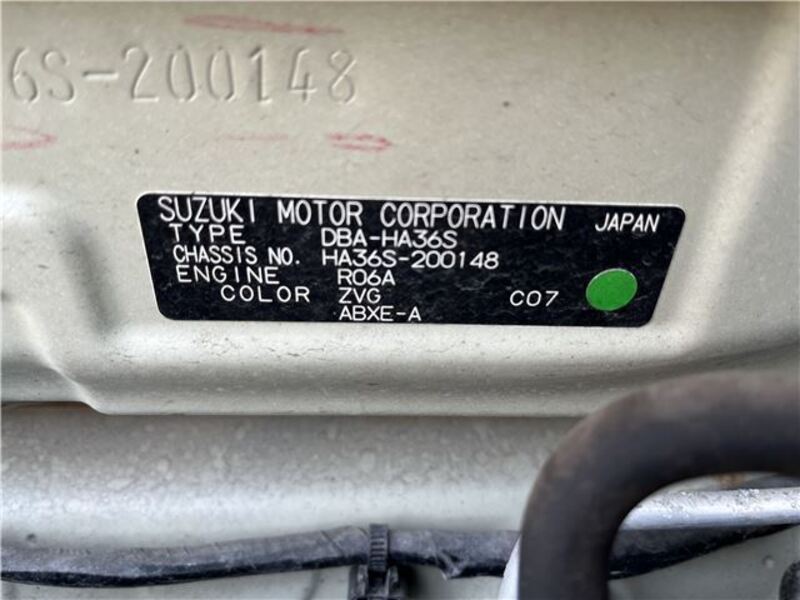 6S-200148
SUZUKI MOTOR CORPORATION JAPAN
TYPE DBA-HA36S
CHASSIS NO. HA36S-200148
ENGINE R06A
COLOR ZVG C07
ABXE-A